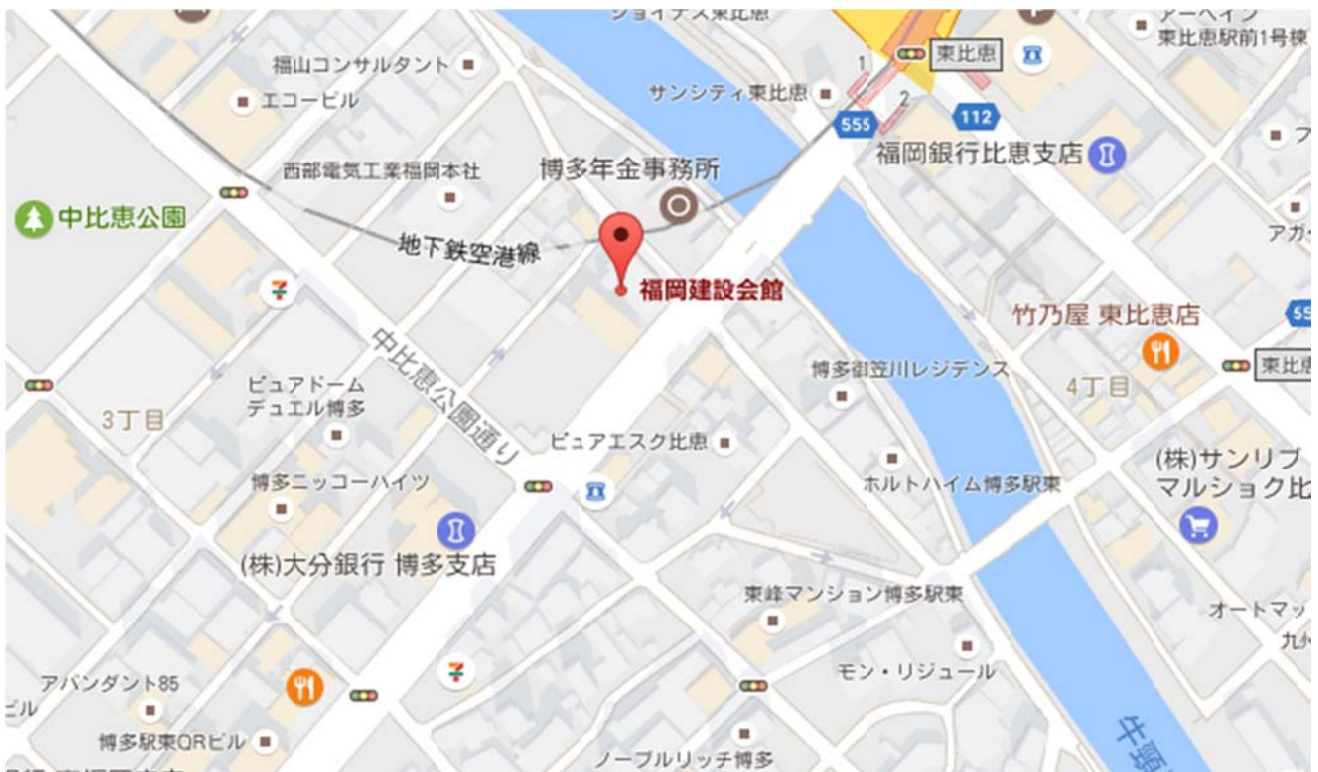 ジョイナス東比恵
アーベイン
東比恵駅前1号棟
福山コンサルタント
東比恵
エコービル
サンシティ東比恵
1
2
555
112
西部電気工業福岡本社
博多年金事務所
福岡銀行比恵支店
中比恵公園
地下鉄空港線
福岡建設会館
竹乃屋 東比恵店
中比恵公園通り
ピュアドーム
デュエル博多
博多御笠川レジデンス
東比恵
3丁目
4丁目
ピュアエスク比恵
(株)サンリブ
マルショク比
博多ニッコーハイツ
ホルトハイム博多駅東
(株)大分銀行 博多支店
東峰マンション博多駅東
オートマッ
九州
モン・リジュール
アバンダント85
ビル
博多駅東QRビル
ノーブルリッチ博多
牛頸